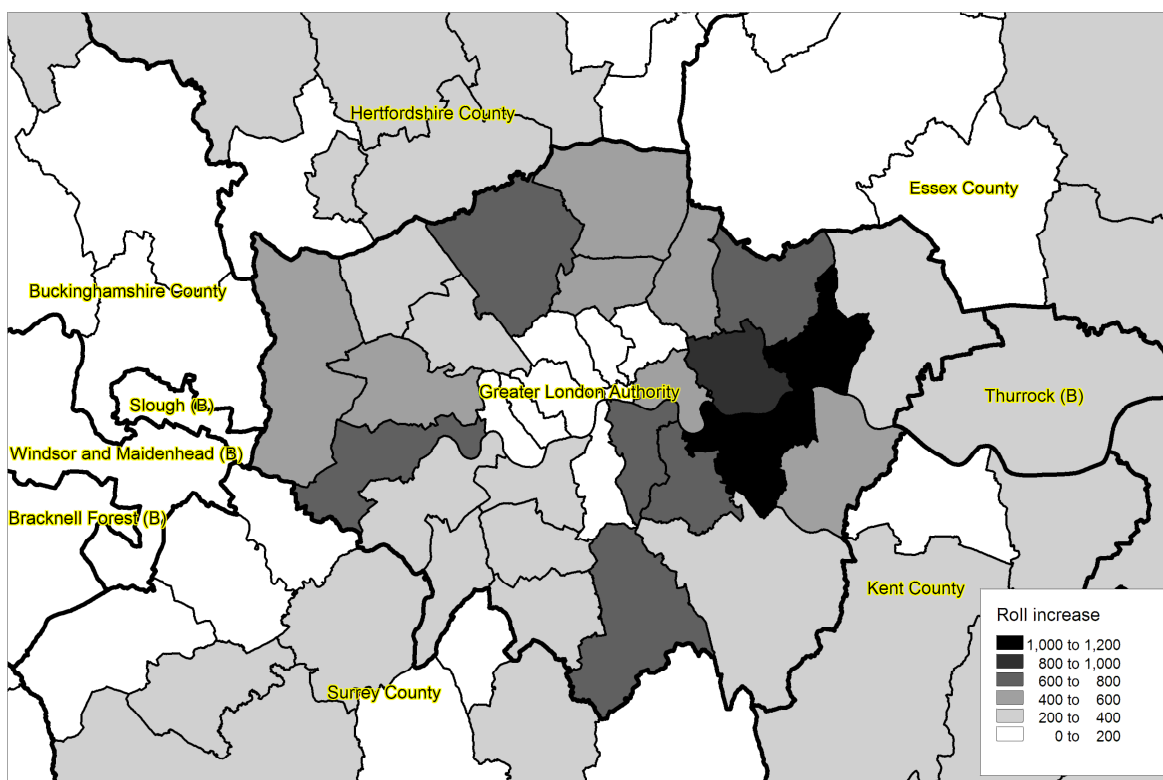 Hertfordshire County
Essex County
Buckinghamshire County
Greater London Authority
Thurrock (B)
Slough (B)
Windsor and Maidenhead (B)
Bracknell Forest (B)
Kent County
Surrey County
Roll increase
1,000 to 1,200
800 to 1,000
600 to 800
400 to 600
200 to 400
0 to 200